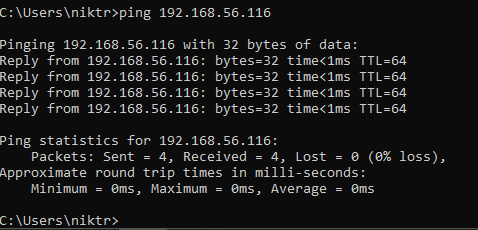 C:\Users\niktr>ping 192.168.56.116
Pinging 192.168.56.116 with 32 bytes of data:
Reply from 192.168.56.116: bytes=32 time<1ms TTL=64
Reply from 192.168.56.116: bytes=32 time<1ms TTL=64
Reply from 192.168.56.116: bytes=32 time<1ms TTL=64
Reply from 192.168.56.116: bytes=32 time<1ms TTL=64
Ping statistics for 192.168.56.116:
Packets: Sent = 4, Received = 4, Lost = 0 (0% loss),
Approximate round trip times in milli-seconds:
Minimum = 0ms, Maximum = 0ms, Average = 0ms
C:\Users\niktr>